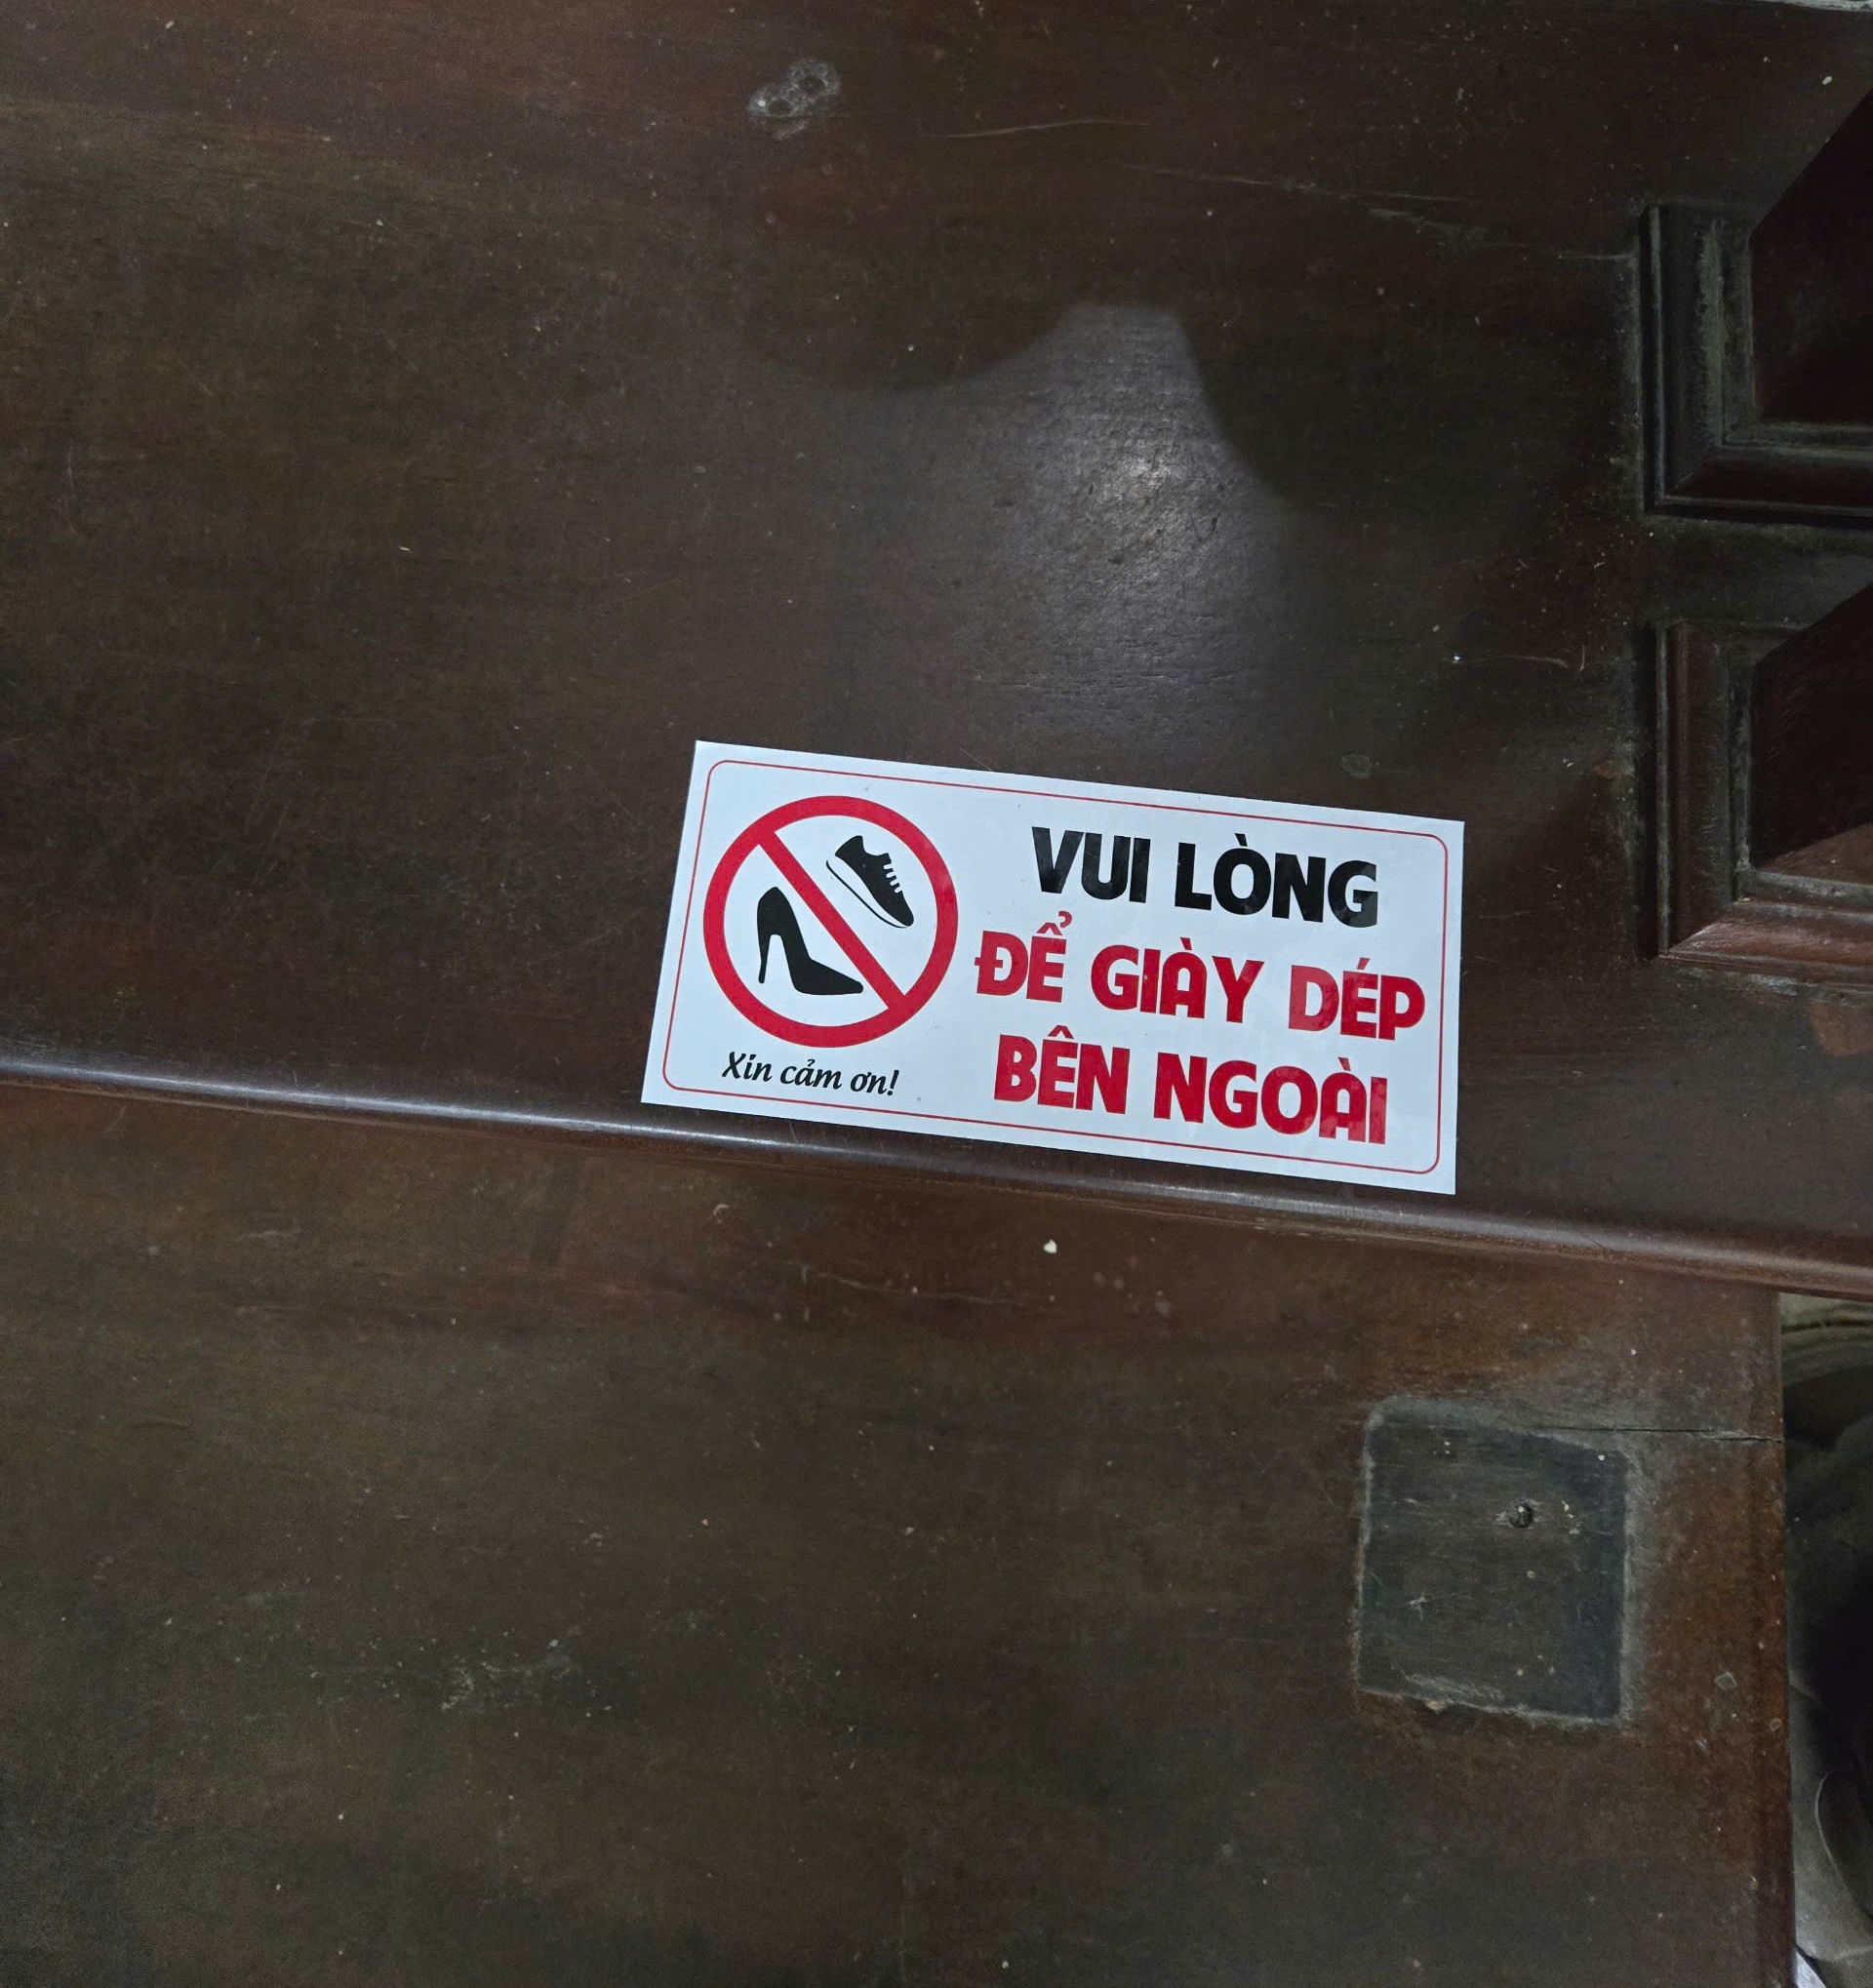 VUI LÒNG
ĐỂ GIÀY DÉP
BÊN NGOÀI
Xin cảm ơn!